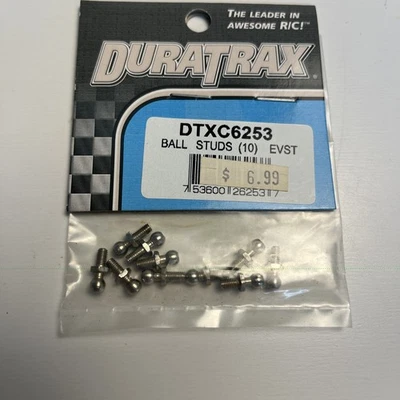 THE LEADER IN
AWESOME R/C!™
DURATRAX®
DTXC6253
BALL STUDS (10) EVST
$ 6.99
7 53600 26253 7